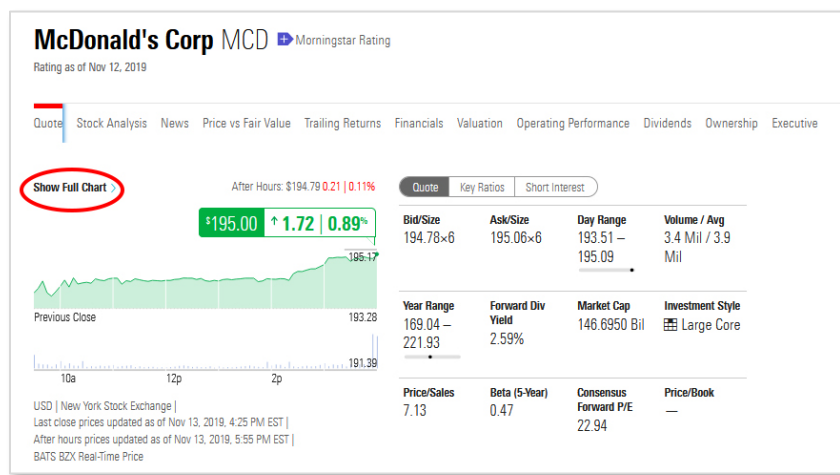 McDonald's Corp MCD Morningstar Rating
Rating as of Nov 12, 2019
Quote Stock Analysis News Price vs Fair Value Trailing Returns Financials Valuation Operating Performance Dividends Ownership Executive
Show Full Chart >
After Hours: $194.79 0.21 | 0.11%
$195.00 ↑ 1.72 | 0.89%
195.17
Previous Close 193.28
191.39
10a 12p 2p
USD | New York Stock Exchange |
Last close prices updated as of Nov 13, 2019, 4:25 PM EST |
After hours prices updated as of Nov 13, 2019, 5:55 PM EST |
BATS BZX Real-Time Price
Quote Key Ratios Short Interest
Bid/Size
194.78×6
Ask/Size
195.06×6
Day Range
193.51 –
195.09
Volume / Avg
3.4 Mil / 3.9
Mil
Year Range
169.04 –
221.93
Forward Div
Yield
2.59%
Market Cap
146.6950 Bil
Investment Style
Large Core
Price/Sales
7.13
Beta (5-Year)
0.47
Consensus
Forward P/E
22.94
Price/Book
—